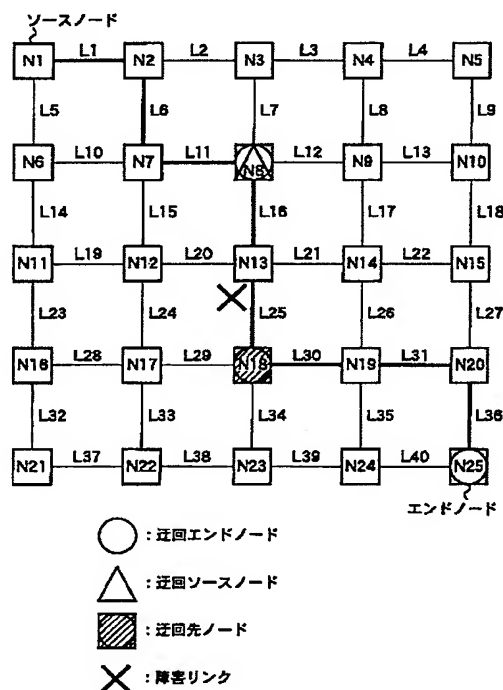 ソースノード
N1 L1 N2 L2 N3 L3 N4 L4 N5
L5 L6 L7 L8 L9
N6 L10 N7 L11 N8 L12 N9 L13 N10
L14 L15 L16 L17 L18
N11 L19 N12 L20 N13 L21 N14 L22 N15
L23 L24 L25 L26 L27
N16 L28 N17 L29 N18 L30 N19 L31 N20
L32 L33 L34 L35 L36
N21 L37 N22 L38 N23 L39 N24 L40 N25
エンドノード
:迂回エンドノード
:迂回ソースノード
:迂回先ノード
:障害リンク